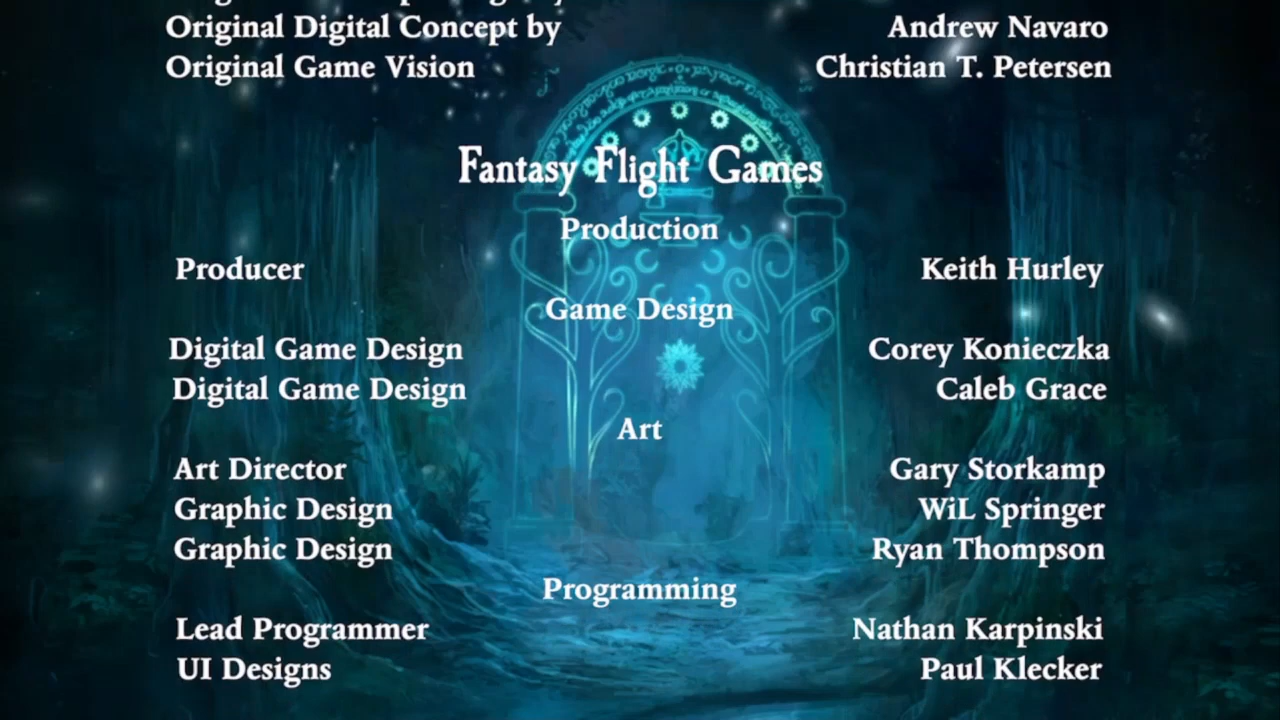 Original Digital Concept by Andrew Navaro
Original Game Vision Christian T. Petersen
Fantasy Flight Games
Production
Producer Keith Hurley
Game Design
Digital Game Design Corey Konieczka
Digital Game Design Caleb Grace
Art
Art Director Gary Storkamp
Graphic Design WiL Springer
Graphic Design Ryan Thompson
Programming
Lead Programmer Nathan Karpinski
UI Designs Paul Klecker